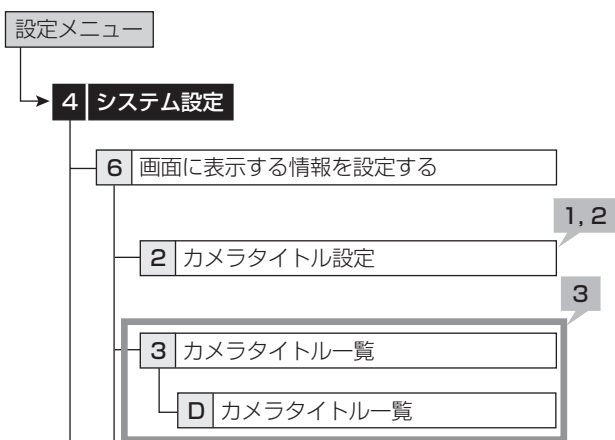 設定メニュー
4 システム設定
6 画面に表示する情報を設定する
1, 2
2 カメラタイトル設定
3
3 カメラタイトル一覧
D カメラタイトル一覧